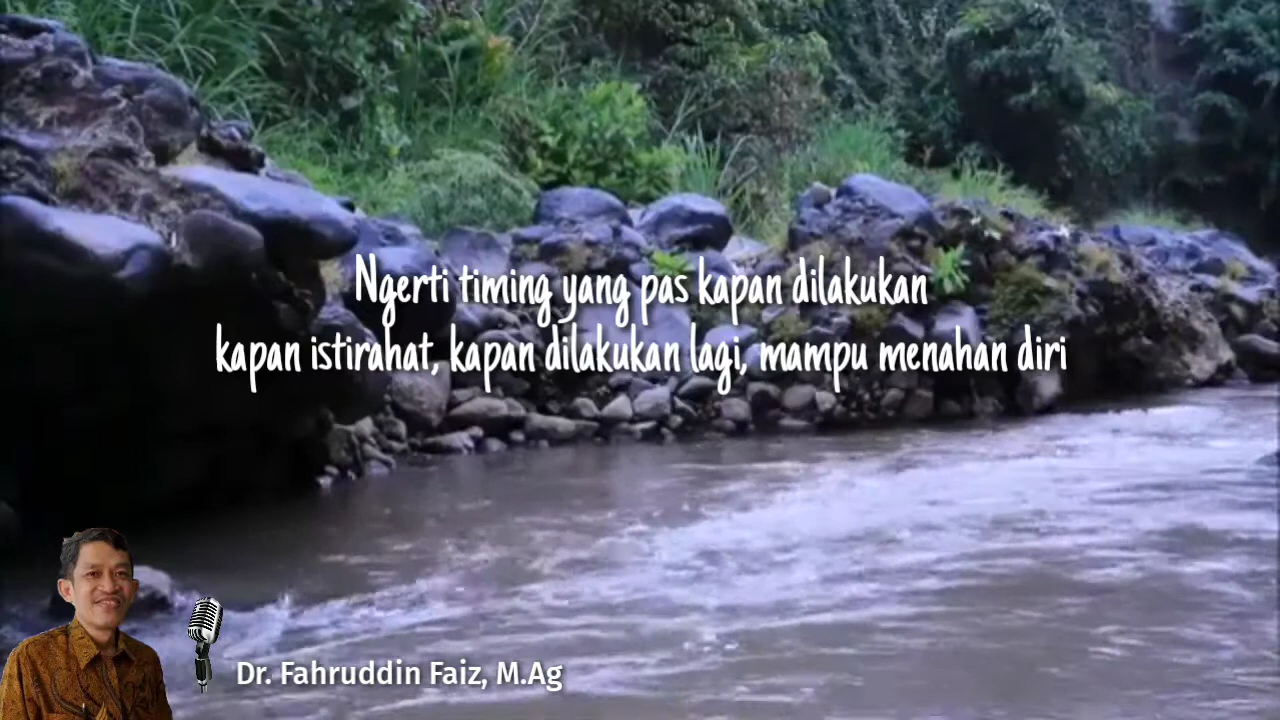 Ngerti timing yang pas kapan dilakukan
kapan istirahat, kapan dilakukan lagi, mampu menahan diri
Dr. Fahruddin Faiz, M.Ag